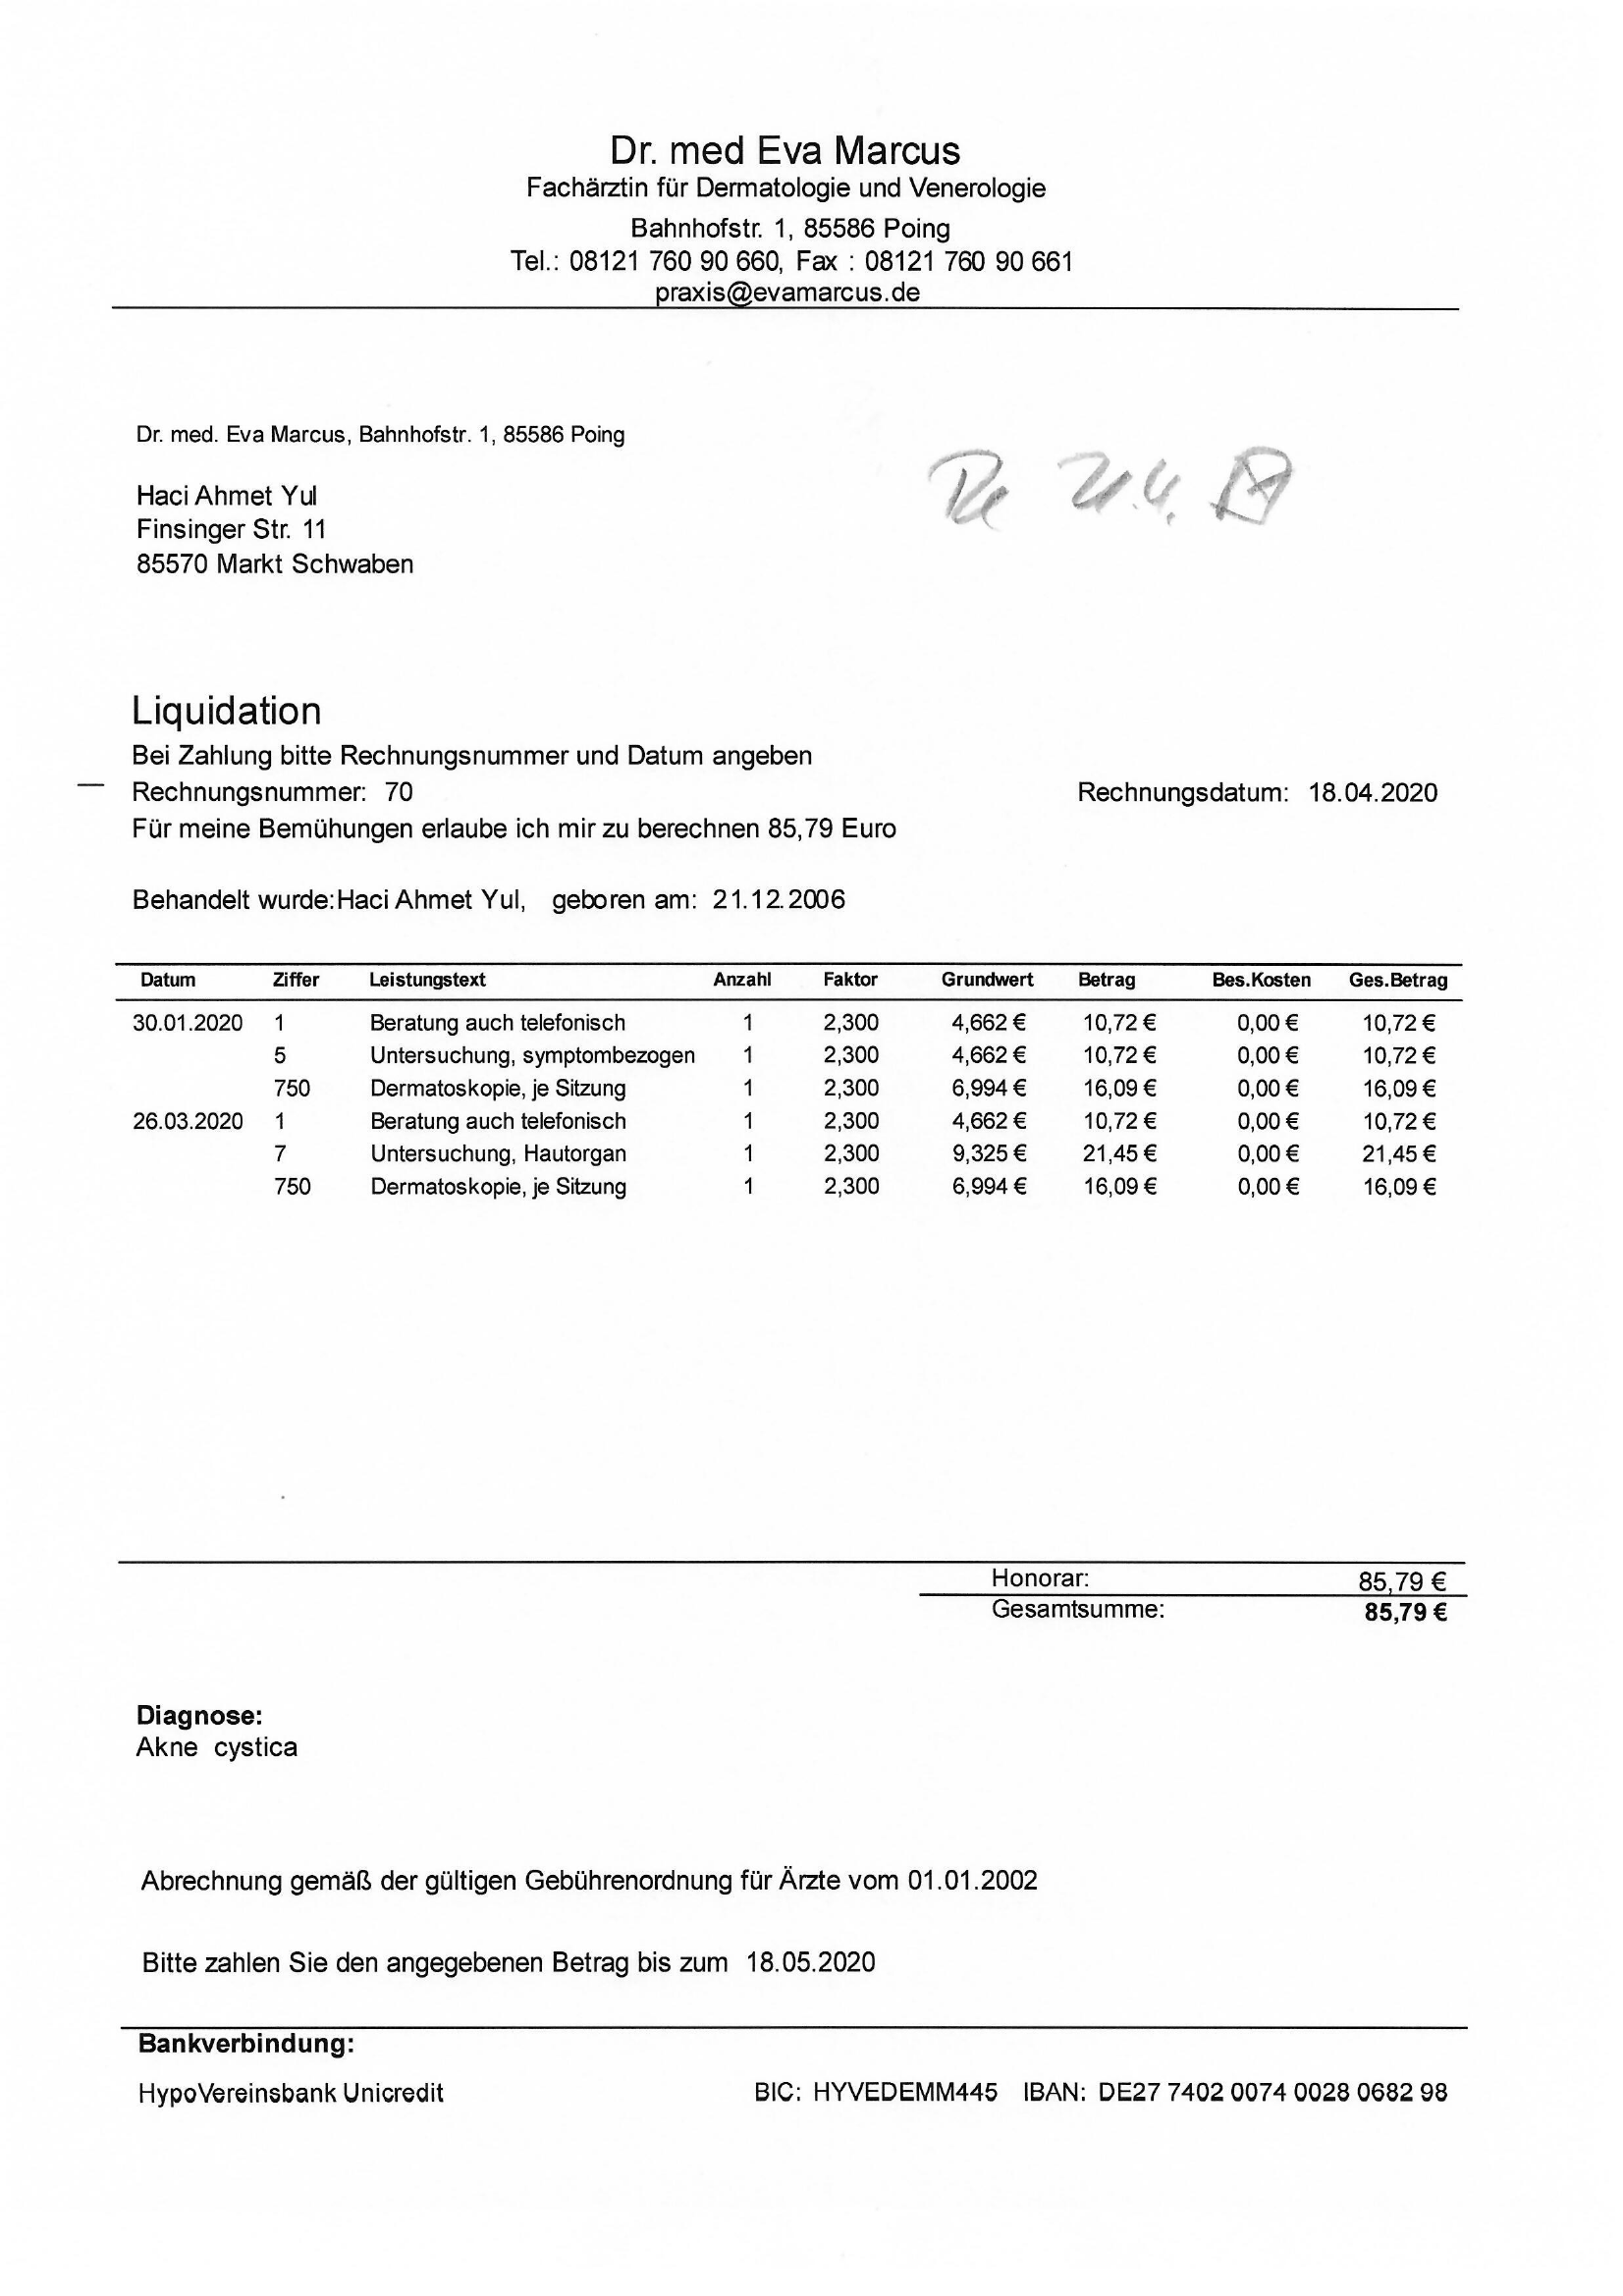 Dr. med Eva Marcus
Fachärztin für Dermatologie und Venerologie
Bahnhofstr. 1, 85586 Poing
Tel.: 08121 760 90 660, Fax : 08121 760 90 661
praxis@evamarcus.de
Dr. med. Eva Marcus, Bahnhofstr. 1, 85586 Poing
21.4.
Haci Ahmet Yul
Finsinger Str. 11
85570 Markt Schwaben
Liquidation
Bei Zahlung bitte Rechnungsnummer und Datum angeben
Rechnungsnummer: 70 Rechnungsdatum: 18.04.2020
Für meine Bemühungen erlaube ich mir zu berechnen 85,79 Euro
Behandelt wurde: Haci Ahmet Yul, geboren am: 21.12.2006
Datum Ziffer Leistungstext Anzahl Faktor Grundwert Betrag Bes.Kosten Ges.Betrag
30.01.2020 1 Beratung auch telefonisch 1 2,300 4,662 € 10,72 € 0,00 € 10,72 €
5 Untersuchung, symptombezogen 1 2,300 4,662 € 10,72 € 0,00 € 10,72 €
750 Dermatoskopie, je Sitzung 1 2,300 6,994 € 16,09 € 0,00 € 16,09 €
26.03.2020 1 Beratung auch telefonisch 1 2,300 4,662 € 10,72 € 0,00 € 10,72 €
7 Untersuchung, Hautorgan 1 2,300 9,325 € 21,45 € 0,00 € 21,45 €
750 Dermatoskopie, je Sitzung 1 2,300 6,994 € 16,09 € 0,00 € 16,09 €
Honorar: 85,79 €
Gesamtsumme: 85,79 €
Diagnose:
Akne cystica
Abrechnung gemäß der gültigen Gebührenordnung für Ärzte vom 01.01.2002
Bitte zahlen Sie den angegebenen Betrag bis zum 18.05.2020
Bankverbindung:
HypoVereinsbank Unicredit BIC: HYVEDEMM445 IBAN: DE27 7402 0074 0028 0682 98